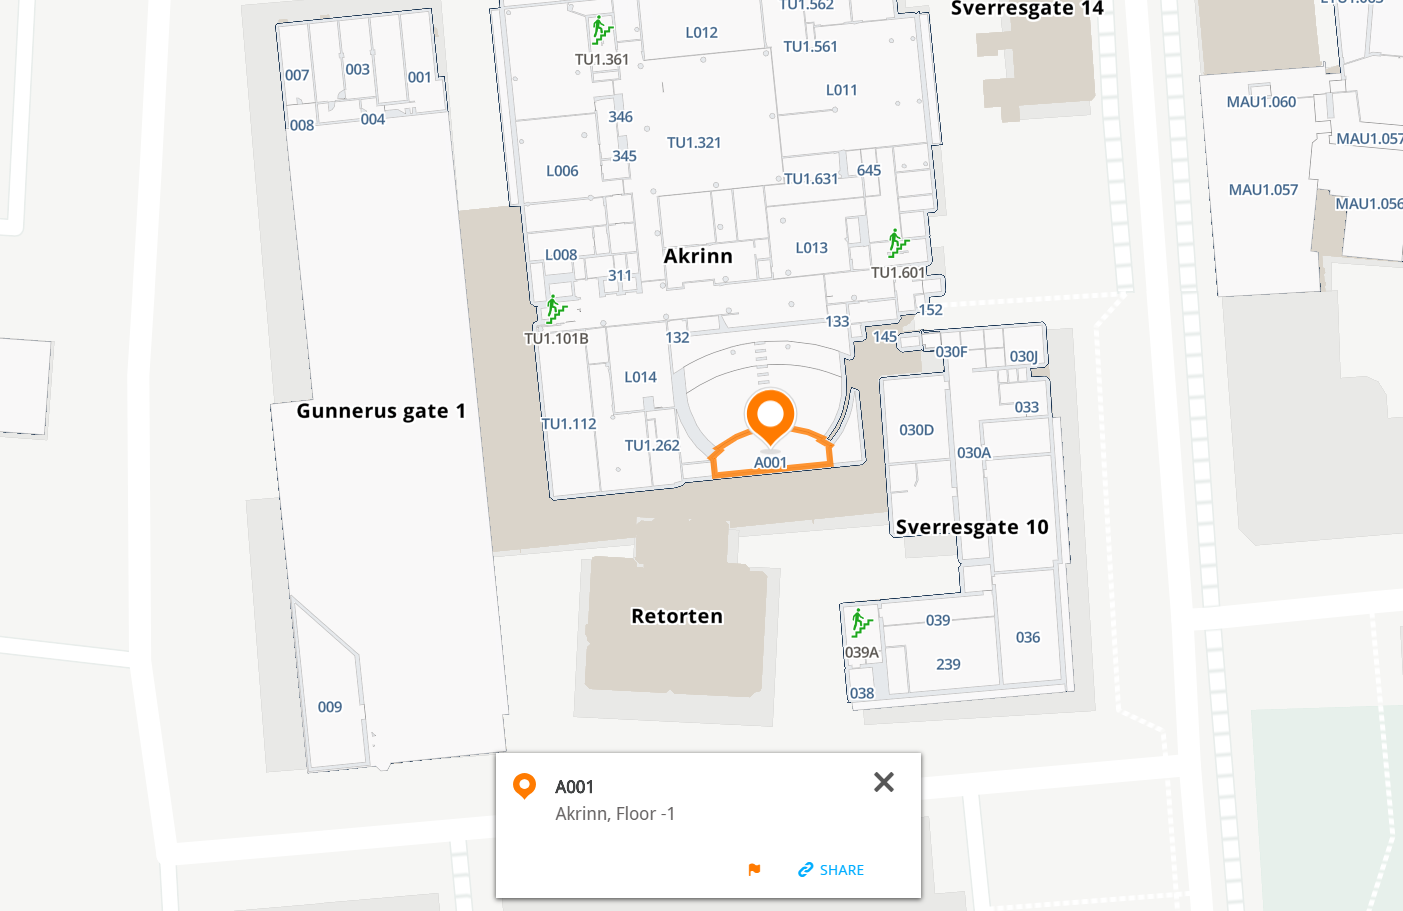 TU1.562
Sverresgate 14
L012
TU1.561
TU1.361
007
003
001
L011
MAU1.060
008
004
346
TU1.321
MAU1.057
345
L006
TU1.631
645
MAU1.057
MAU1.056
L008
Akrinn
L013
311
TU1.601
TU1.101B
132
133
145
152
030F
030J
L014
Gunnerus gate 1
033
TU1.112
TU1.262
A001
030D
030A
Sverresgate 10
Retorten
039
036
039A
239
038
009
A001
Akrinn, Floor -1
SHARE